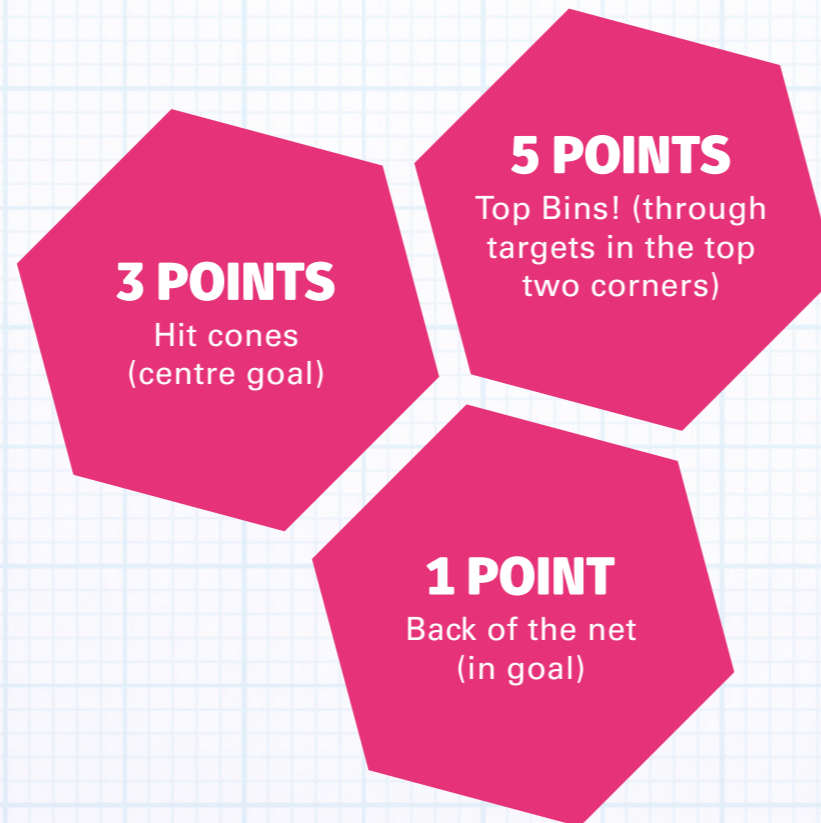 5 POINTS
Top Bins! (through
targets in the top
two corners)
3 POINTS
Hit cones
(centre goal)
1 POINT
Back of the net
(in goal)